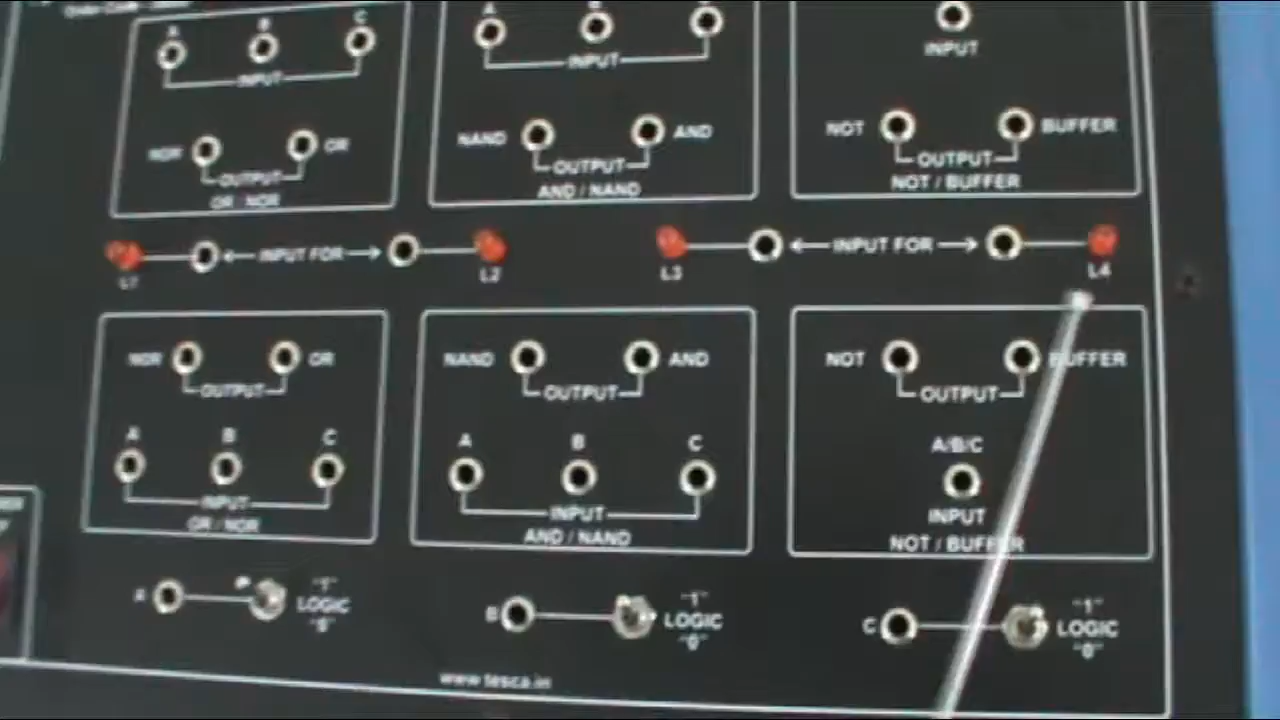 A B C
INPUT
NOR OR
OUTPUT
OR / NOR
A B
INPUT
NAND AND
OUTPUT
AND / NAND
INPUT
NOT BUFFER
OUTPUT
NOT / BUFFER
L1 INPUT FOR L2
L3 INPUT FOR L4
NOR OR
OUTPUT
A B C
INPUT
OR / NOR
NAND AND
OUTPUT
A B C
INPUT
AND / NAND
NOT BUFFER
OUTPUT
A/B/C
INPUT
NOT / BUFFER
A "1"
LOGIC
"0"
B "1"
LOGIC
"0"
C "1"
LOGIC
"0"
www.tesca.in